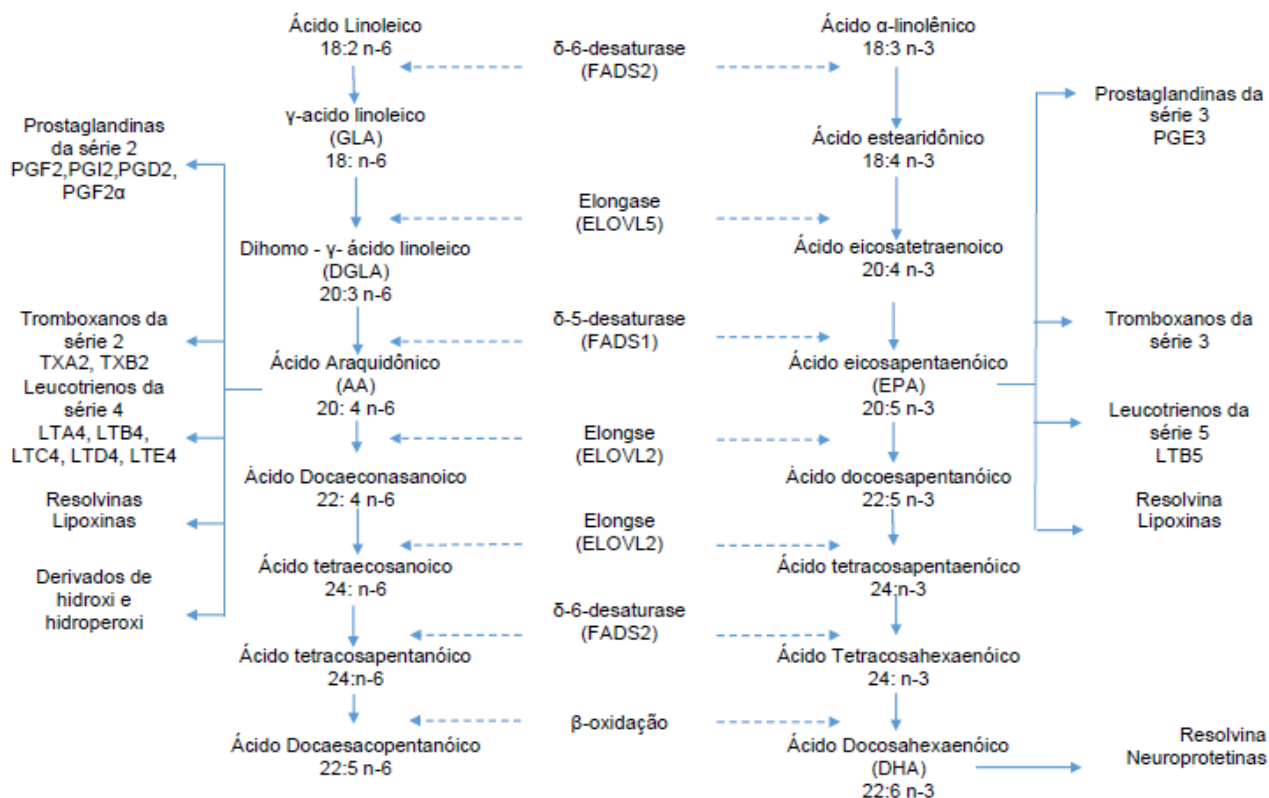 Ácido Linoleico
18:2 n-6
δ-6-desaturase
(FADS2)
Ácido α-linolênico
18:3 n-3
γ-acido linoleico
(GLA)
18: n-6
Ácido estearidônico
18:4 n-3
Prostaglandinas da
série 3
PGE3
Prostaglandinas
da série 2
PGF2,PGI2,PGD2,
PGF2α
Elongase
(ELOVL5)
Dihomo - γ- ácido linoleico
(DGLA)
20:3 n-6
Ácido eicosatetraenoico
20:4 n-3
Tromboxanos da
série 2
TXA2, TXB2
δ-5-desaturase
(FADS1)
Tromboxanos da
série 3
Ácido Araquidônico
(AA)
20: 4 n-6
Ácido eicosapentaenóico
(EPA)
20:5 n-3
Leucotrienos da
série 4
LTA4, LTB4,
LTC4, LTD4, LTE4
Elongse
(ELOVL2)
Leucotrienos da
série 5
LTB5
Ácido Docaeconasanoico
22: 4 n-6
Ácido docoesapentanóico
22:5 n-3
Resolvinas
Lipoxinas
Elongse
(ELOVL2)
Resolvina
Lipoxinas
Ácido tetraecosanoico
24: n-6
Ácido tetracosapentaenóico
24:n-3
Derivados de
hidroxi e
hidroperoxi
δ-6-desaturase
(FADS2)
Ácido tetracosapentanóico
24:n-6
Ácido Tetracosahexaenóico
24: n-3
β-oxidação
Ácido Docaesacopentanóico
22:5 n-6
Ácido Docosahexaenóico
(DHA)
22:6 n-3
Resolvina
Neuroprotetinas